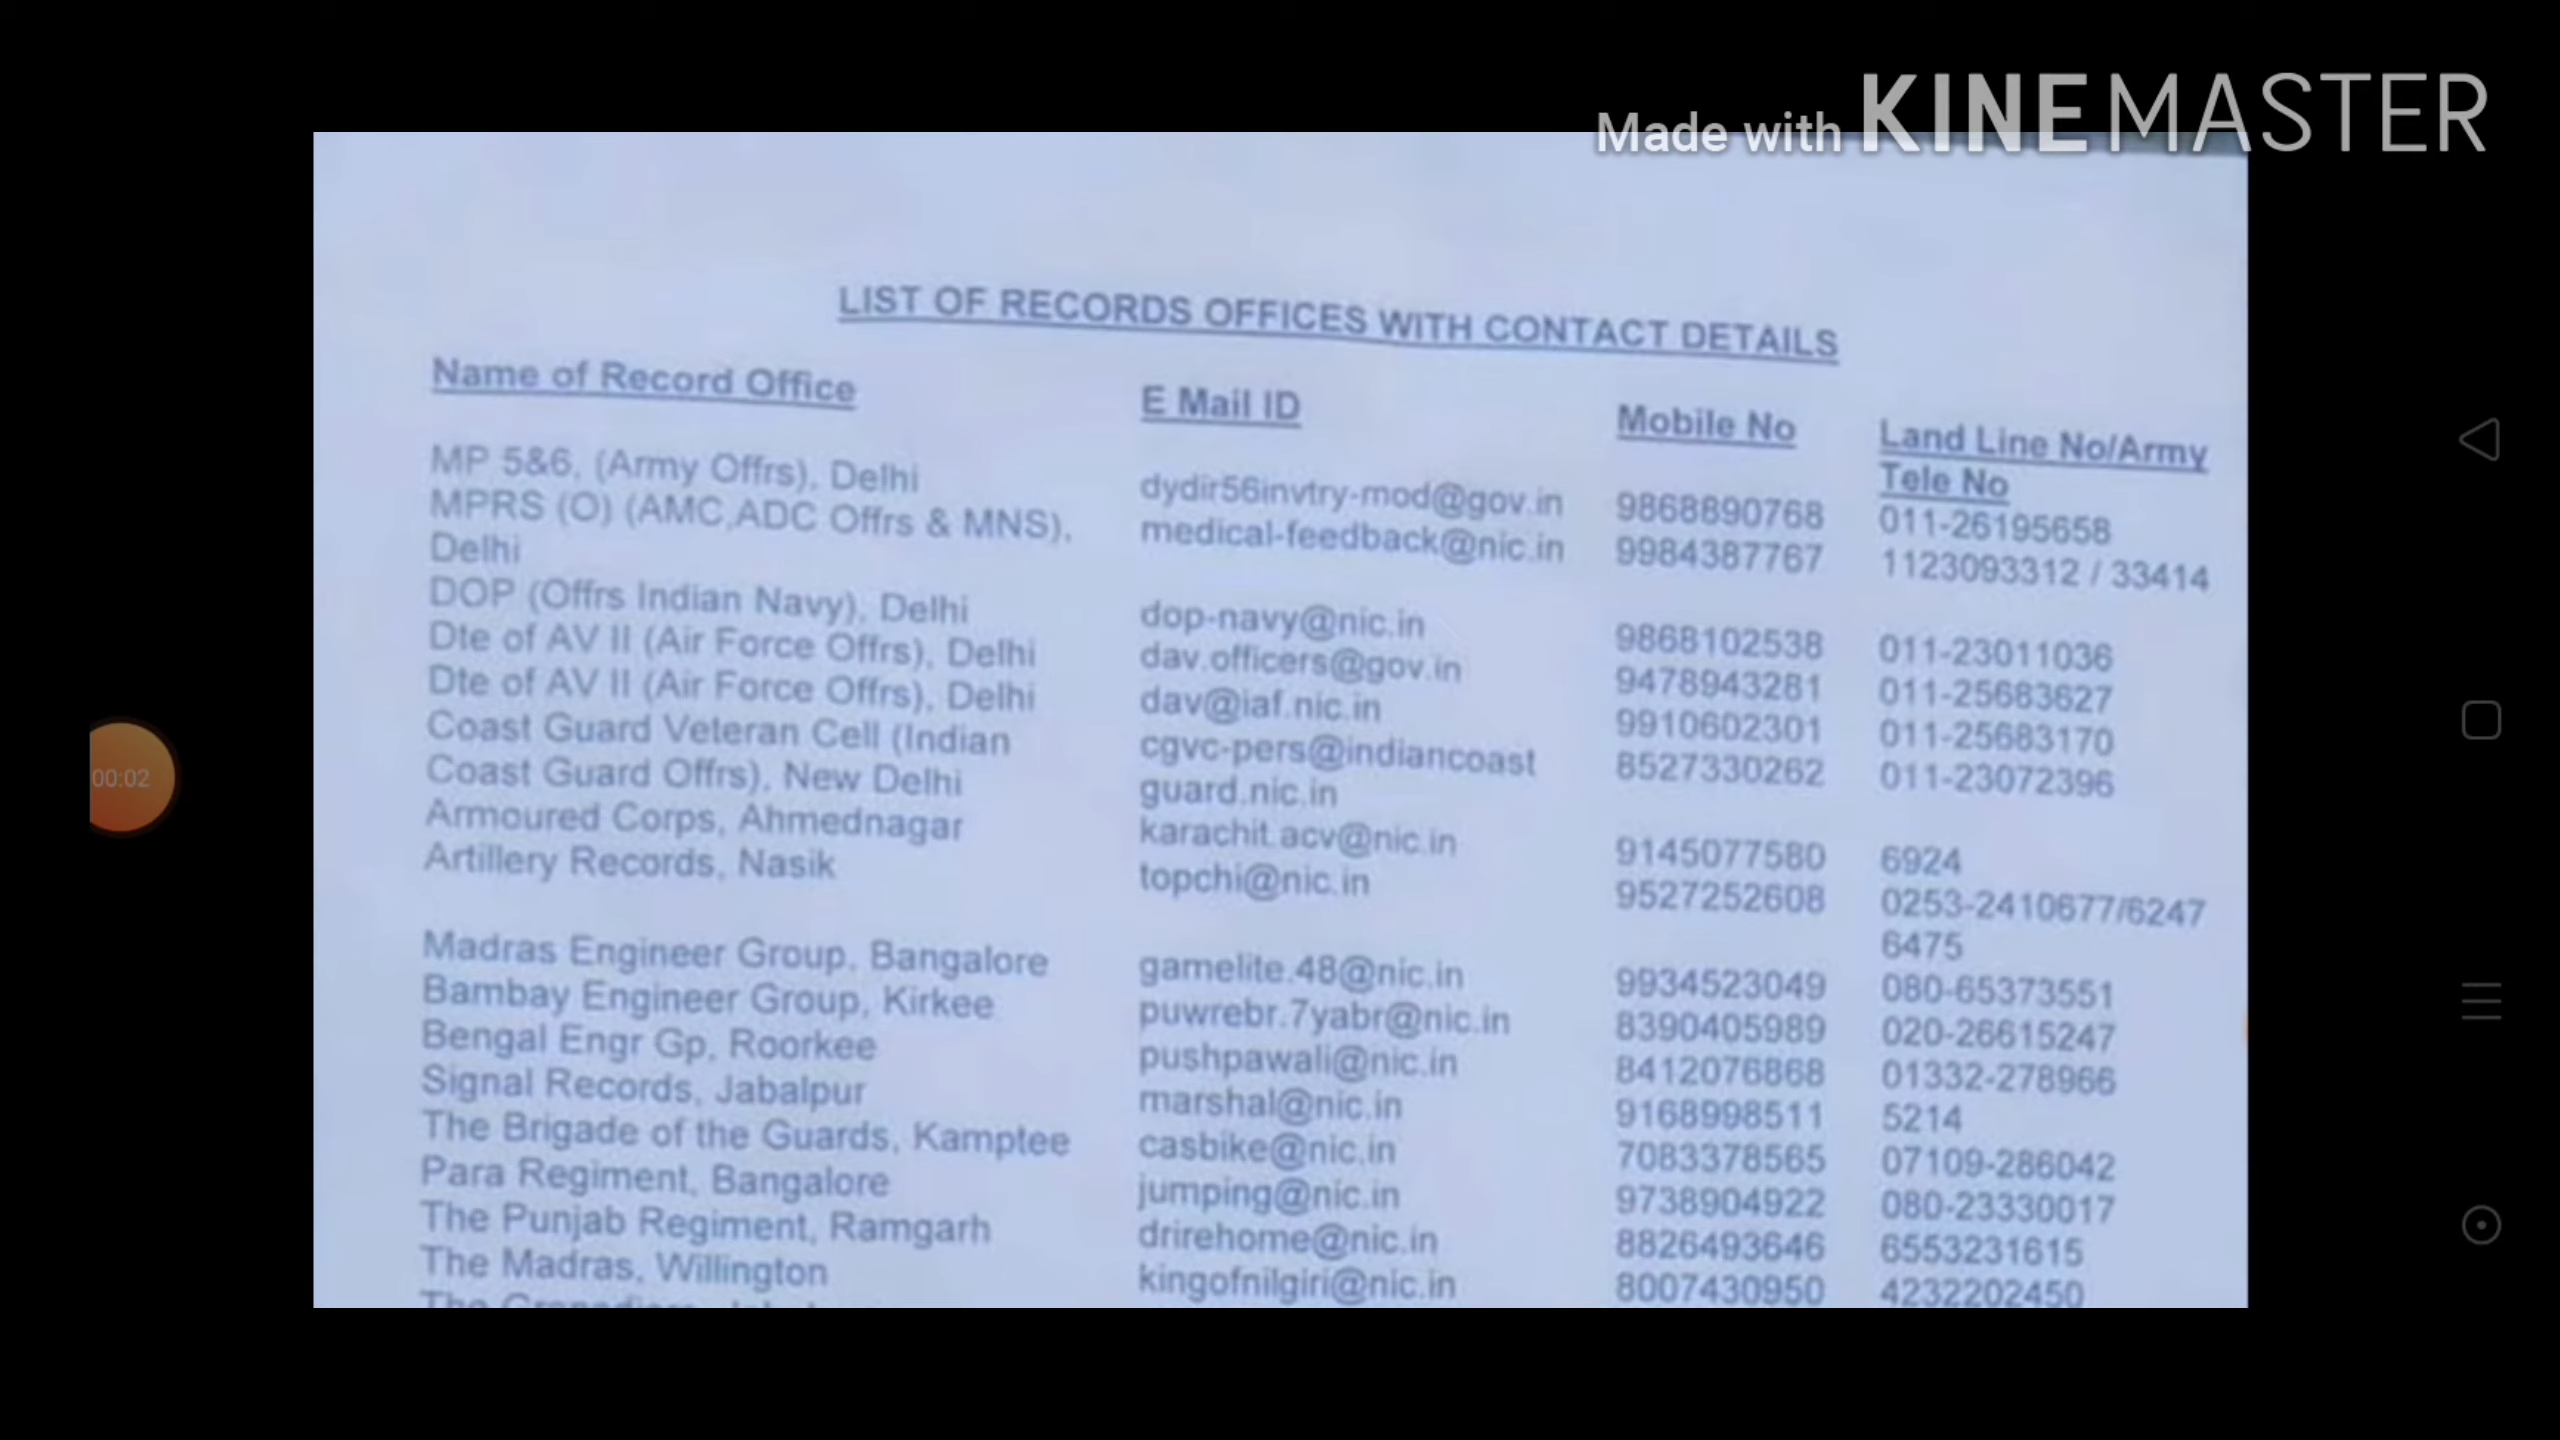 Made with KINEMASTER
LIST OF RECORDS OFFICES WITH CONTACT DETAILS
Name of Record Office E Mail ID Mobile No Land Line No/Army Tele No
MP 5&6, (Army Offrs), Delhi dydir56invtry-mod@gov.in 9868890768 011-26195658
MPRS (O) (AMC,ADC Offrs & MNS), medical-feedback@nic.in 9984387767 1123093312 / 33414
Delhi
DOP (Offrs Indian Navy), Delhi dop-navy@nic.in 9868102538 011-23011036
Dte of AV II (Air Force Offrs), Delhi dav.officers@gov.in 9478943281 011-25683627
Dte of AV II (Air Force Offrs), Delhi dav@iaf.nic.in 9910602301 011-25683170
Coast Guard Veteran Cell (Indian cgvc-pers@indiancoast 8527330262 011-23072396
Coast Guard Offrs), New Delhi guard.nic.in
Armoured Corps, Ahmednagar karachit.acv@nic.in 9145077580 6924
Artillery Records, Nasik topchi@nic.in 9527252608 0253-2410677/6247
6475
Madras Engineer Group, Bangalore gamelite.48@nic.in 9934523049 080-65373551
Bambay Engineer Group, Kirkee puwrebr.7yabr@nic.in 8390405989 020-26615247
Bengal Engr Gp, Roorkee pushpawali@nic.in 8412076868 01332-278966
Signal Records, Jabalpur marshal@nic.in 9168998511 5214
The Brigade of the Guards, Kamptee casbike@nic.in 7083378565 07109-286042
Para Regiment, Bangalore jumping@nic.in 9738904922 080-23330017
The Punjab Regiment, Ramgarh drirehome@nic.in 8826493646 6553231615
The Madras, Willington kingofnilgiri@nic.in 8007430950 4232202450
00:02